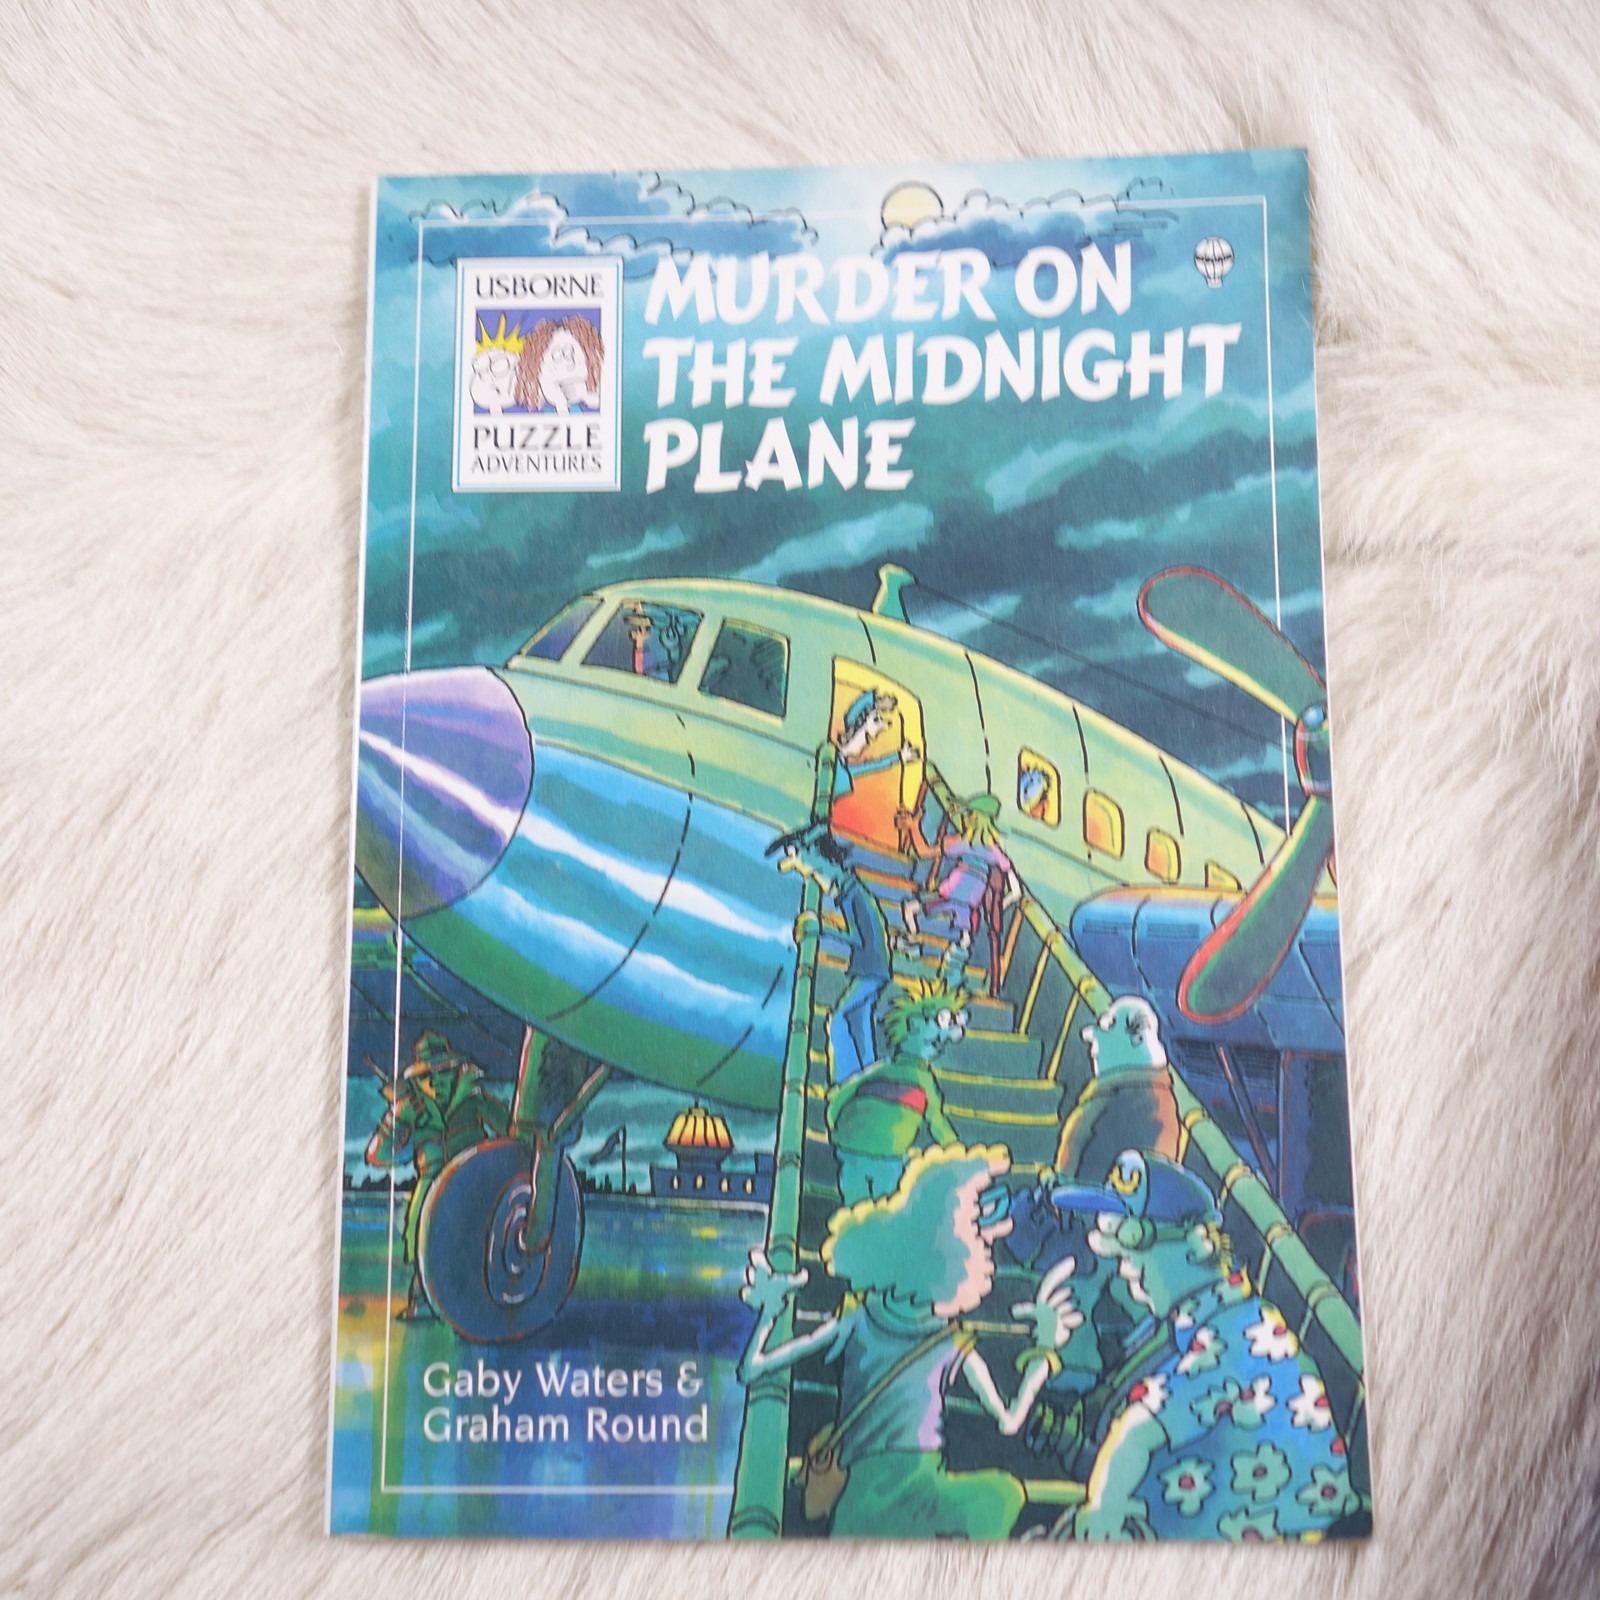 USBORNE
PUZZLE
ADVENTURES
MURDER ON
THE MIDNIGHT
PLANE
Gaby Waters &
Graham Round